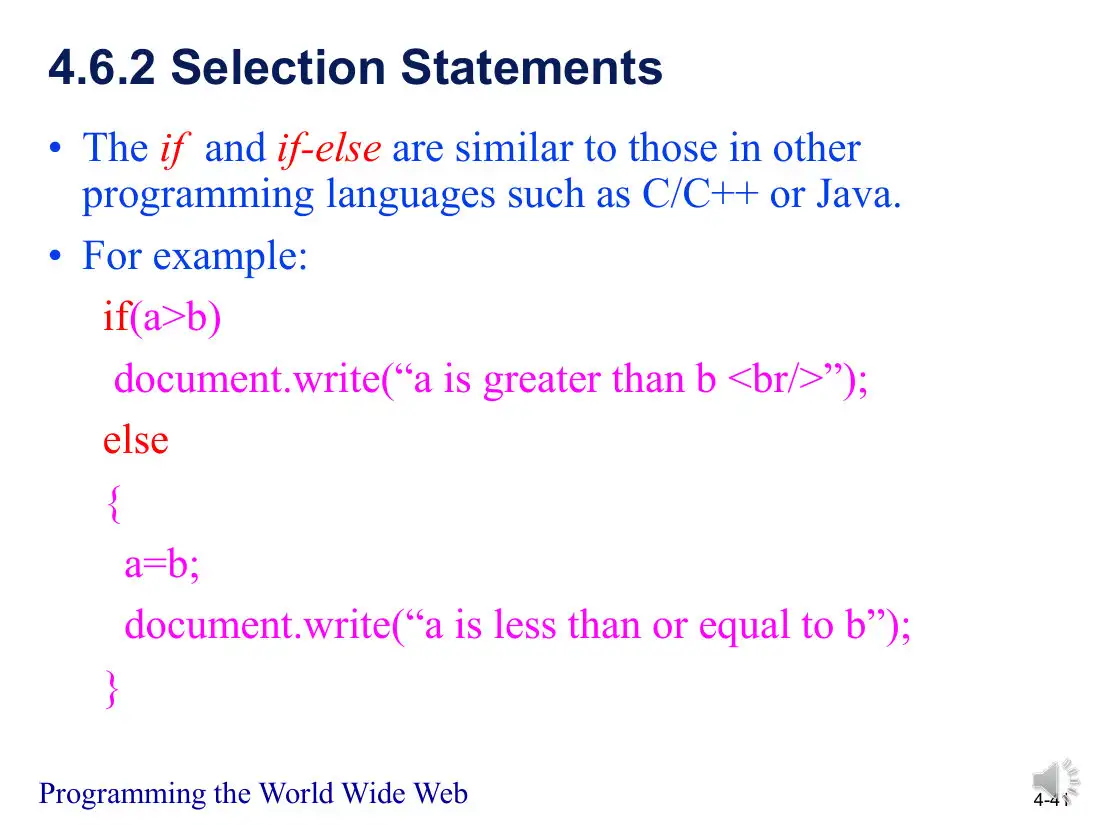 4.6.2 Selection Statements
• The if and if-else are similar to those in other
programming languages such as C/C++ or Java.
• For example:
if(a>b)
document.write(“a is greater than b <br/>”);
else
{
a=b;
document.write(“a is less than or equal to b”);
}
Programming the World Wide Web
4-41